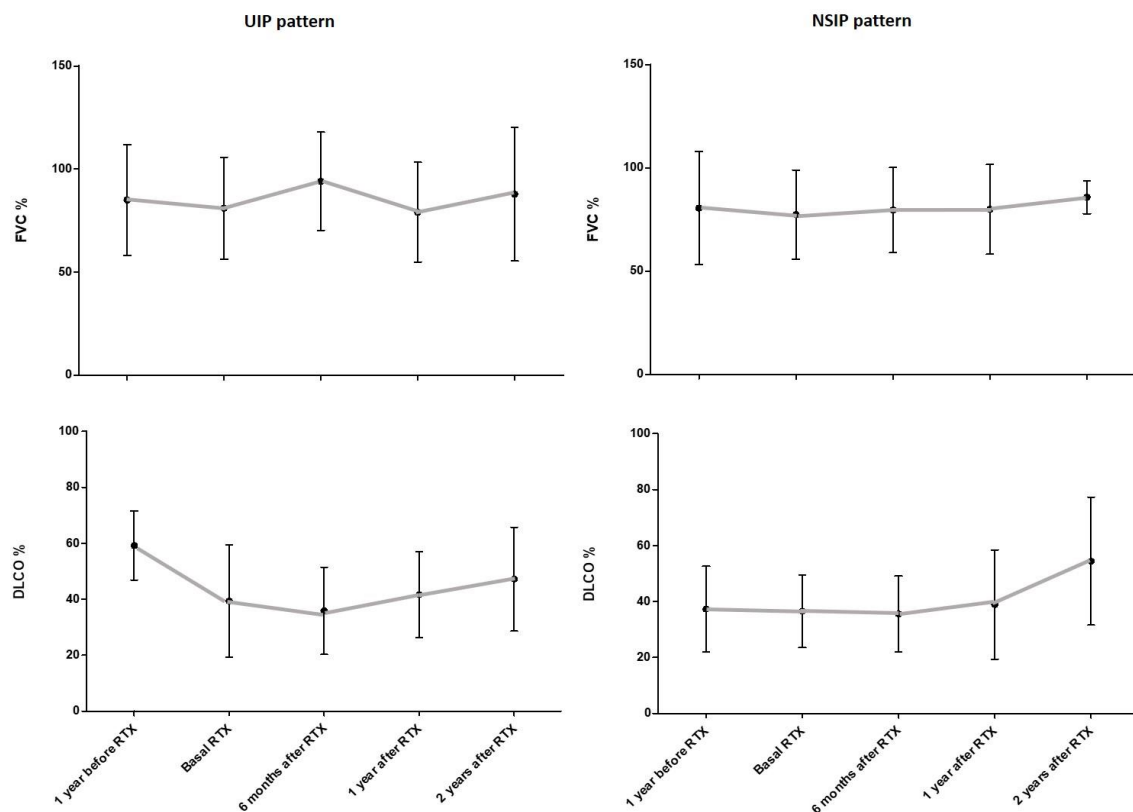 UIP pattern
NSIP pattern
150
100
50
0
FVC %
150
100
50
0
FVC %
100
80
60
40
20
0
DLCO %
1 year before RTX
Basal RTX
6 months after RTX
1 year after RTX
2 years after RTX
100
80
60
40
20
0
DLCO %
1 year before RTX
Basal RTX
6 months after RTX
1 year after RTX
2 years after RTX